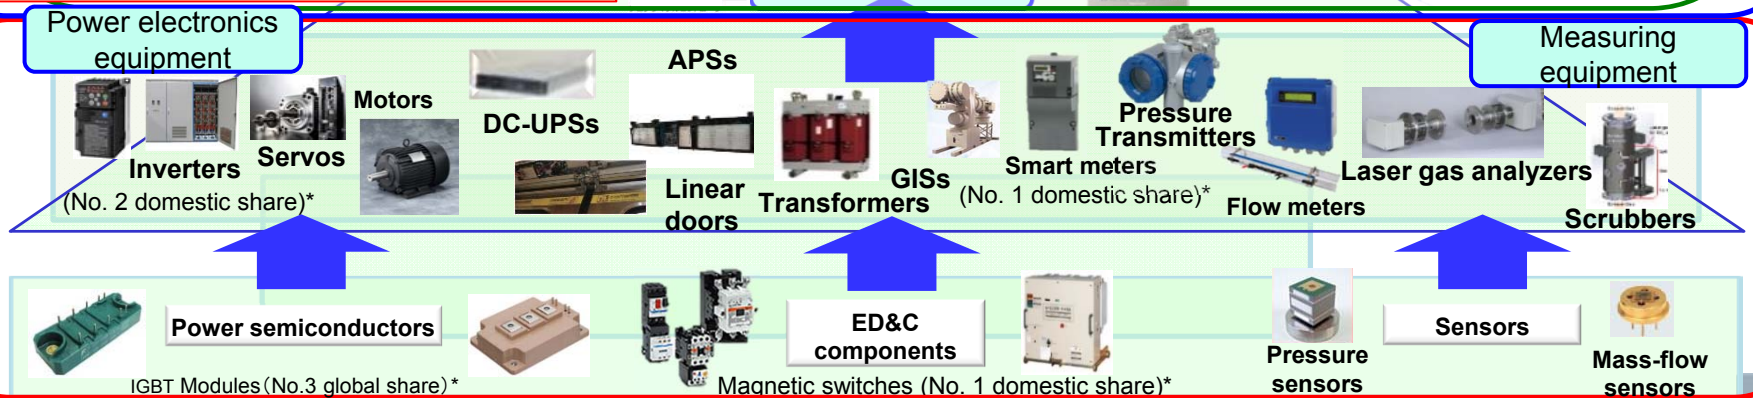 Power electronics
equipment
Measuring
equipment
APSs
Motors
DC-UPSs
Pressure
Transmitters
Inverters
Servos
Smart meters
Laser gas analyzers
(No. 2 domestic share)*
Linear
doors
Transformers
GISs
(No. 1 domestic share)*
Flow meters
Scrubbers
Power semiconductors
ED&C
components
Sensors
Pressure
sensors
Mass-flow
sensors
IGBT Modules(No.3 global share)*
Magnetic switches (No. 1 domestic share)*